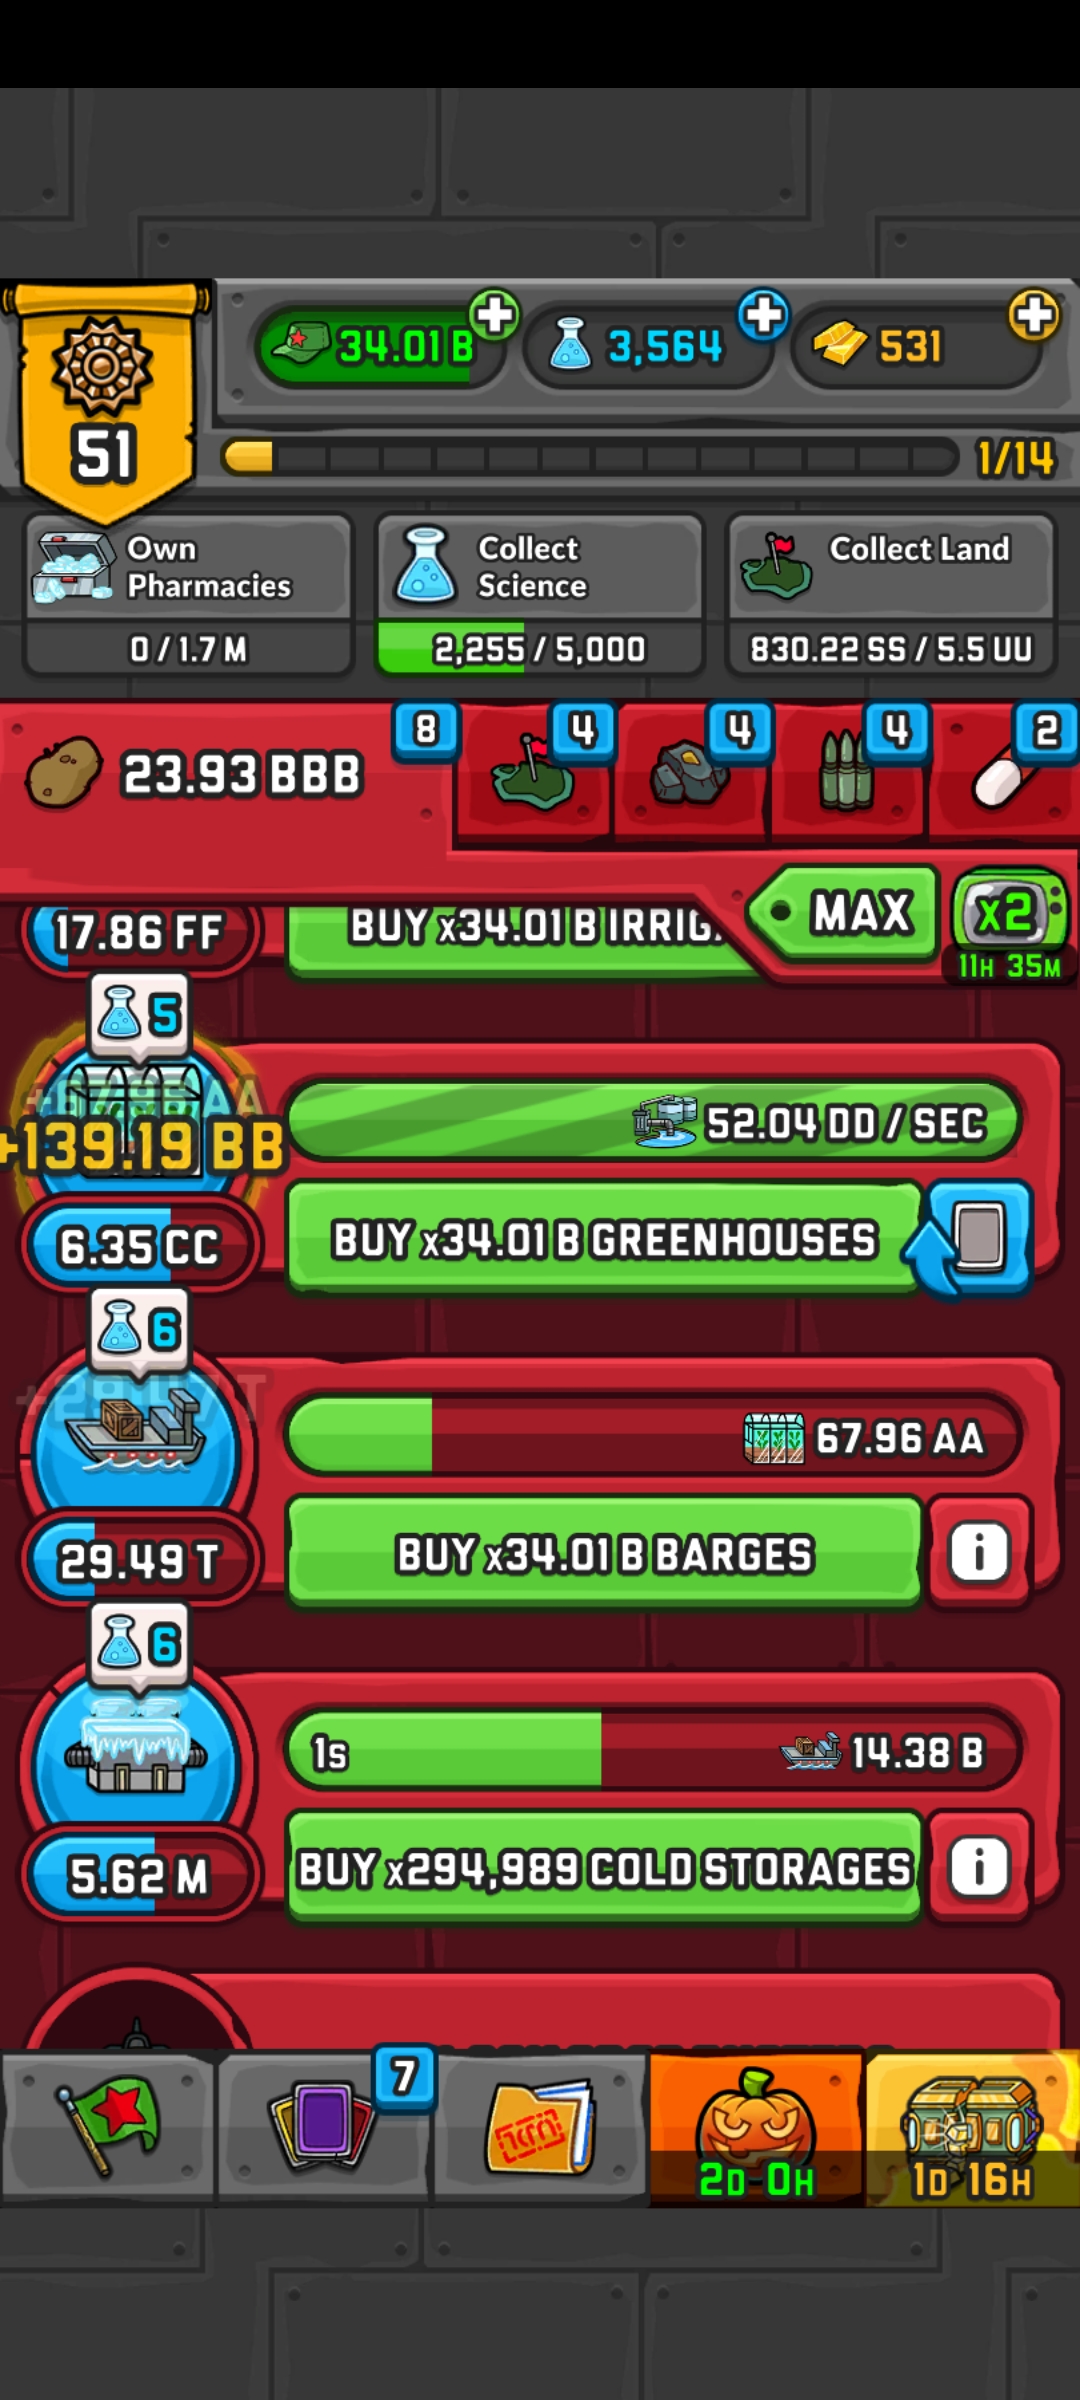 34.01 B
3,564
531
51
1/14
Own
Pharmacies
0 / 1.7 M
Collect
Science
2,255 / 5,000
Collect Land
830.22 SS / 5.5 UU
23.93 BBB
8
4
4
4
2
17.86 FF
BUY x34.01 B IRRIG
MAX
x2
11H 35M
5
+67.96 AA
+139.19 BB
52.04 DD / SEC
6.35 CC
BUY x34.01 B GREENHOUSES
6
67.96 AA
29.49 T
BUY x34.01 B BARGES
i
6
1s
14.38 B
5.62 M
BUY x294,989 COLD STORAGES
i
7
2D 0H
1D 16H